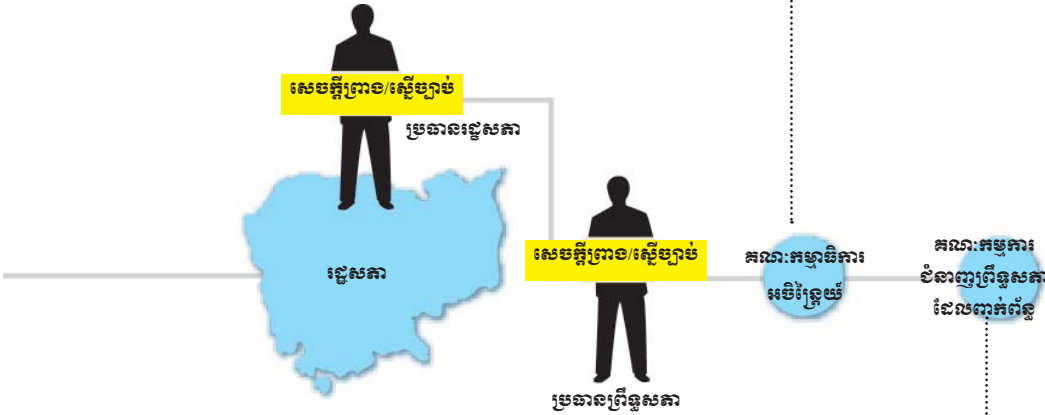 សេចក្តីព្រាង/ស្នើច្បាប់
ប្រធានរដ្ឋសភា
រដ្ឋសភា
សេចក្តីព្រាង/ស្នើច្បាប់
ប្រធានព្រឹទ្ធសភា
គណៈកម្មាធិការ
អចិន្ត្រៃយ៍
គណៈកម្មការ
ជំនាញព្រឹទ្ធសភា
ដែលពាក់ព័ន្ធ